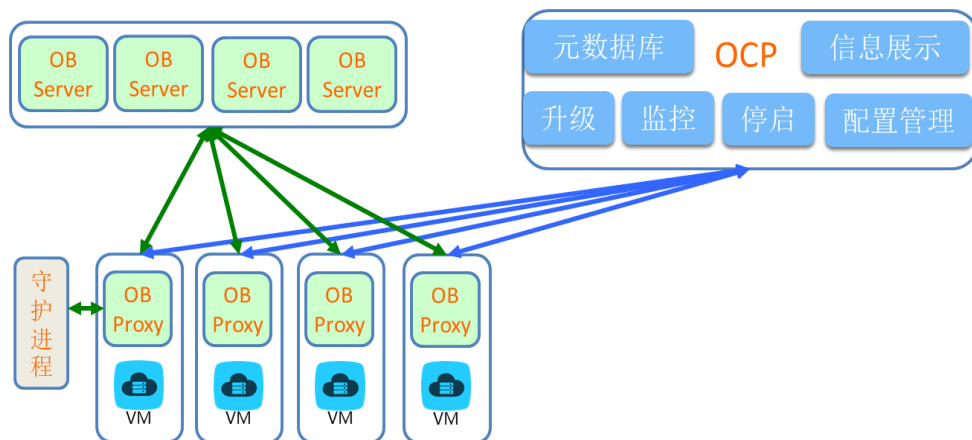 OB
Server
OB
Server
OB
Server
OB
Server
元数据库
OCP
信息展示
升级
监控
停启
配置管理
守
护
进
程
OB
Proxy
VM
OB
Proxy
VM
OB
Proxy
VM
OB
Proxy
VM